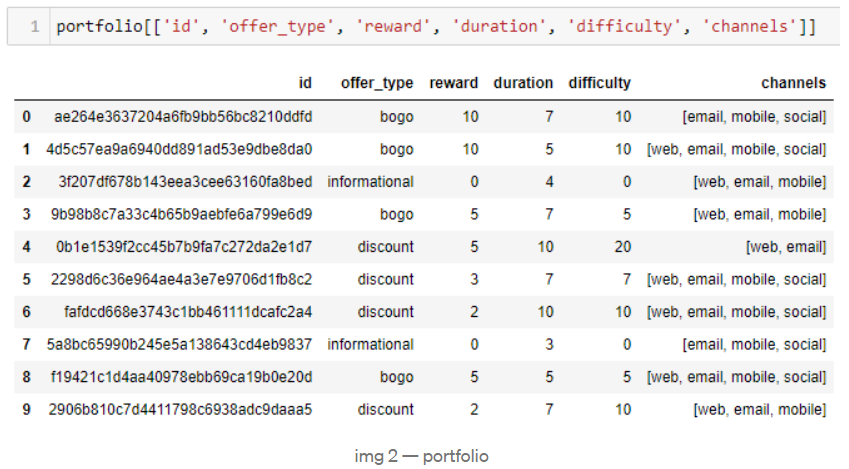 1 portfolio[['id', 'offer_type', 'reward', 'duration', 'difficulty', 'channels']]
id offer_type reward duration difficulty channels
0 ae264e3637204a6fb9bb56bc8210ddfd bogo 10 7 10 [email, mobile, social]
1 4d5c57ea9a6940dd891ad53e9dbe8da0 bogo 10 5 10 [web, email, mobile, social]
2 3f207df678b143eea3cee63160fa8bed informational 0 4 0 [web, email, mobile]
3 9b98b8c7a33c4b65b9aebfe6a799e6d9 bogo 5 7 5 [web, email, mobile]
4 0b1e1539f2cc45b7b9fa7c272da2e1d7 discount 5 10 20 [web, email]
5 2298d6c36e964ae4a3e7e9706d1fb8c2 discount 3 7 7 [web, email, mobile, social]
6 fafdcd668e3743c1bb461111dcafc2a4 discount 2 10 10 [web, email, mobile, social]
7 5a8bc65990b245e5a138643cd4eb9837 informational 0 3 0 [email, mobile, social]
8 f19421c1d4aa40978ebb69ca19b0e20d bogo 5 5 5 [web, email, mobile, social]
9 2906b810c7d4411798c6938adc9daaa5 discount 2 7 10 [web, email, mobile]
img 2 — portfolio